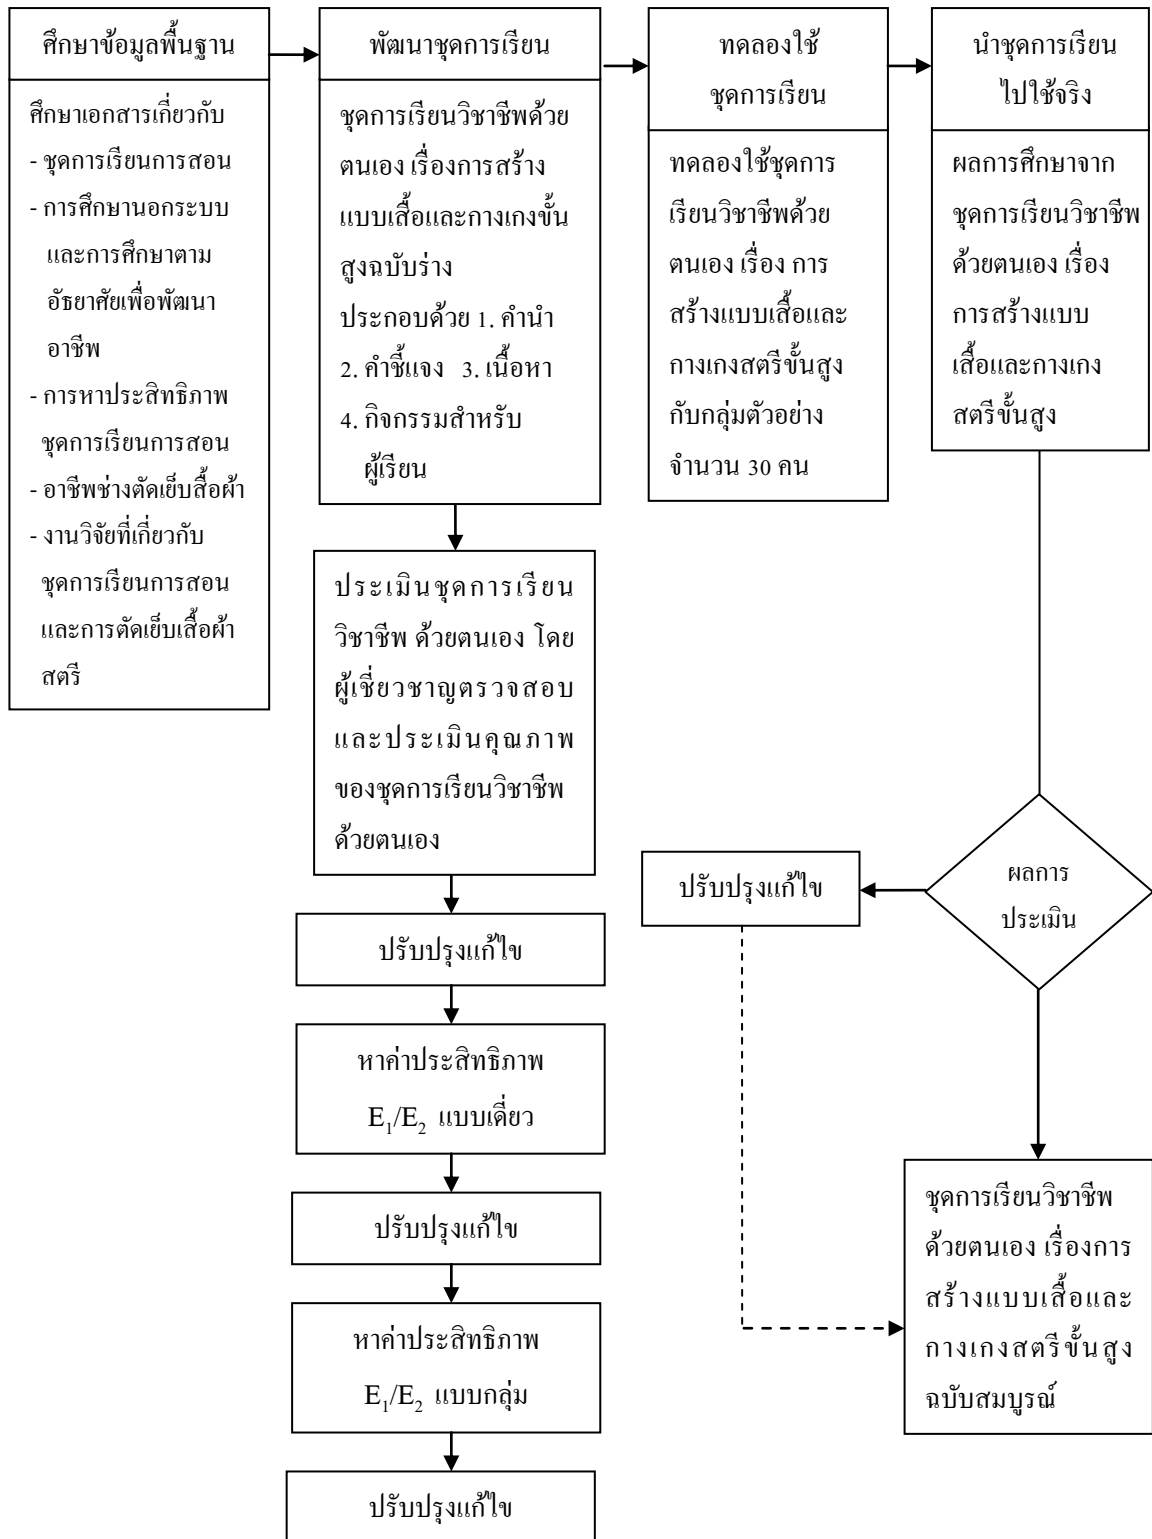 ศึกษาข้อมูลพื้นฐาน
ศึกษาเอกสารเกี่ยวกับ
- ชุดการเรียนการสอน
- การศึกษานอกระบบ
และการศึกษาตาม
อัธยาศัยเพื่อพัฒนา
อาชีพ
- การหาประสิทธิภาพ
ชุดการเรียนการสอน
- อาชีพช่างตัดเย็บสื้อผ้า
- งานวิจัยที่เกี่ยวกับ
ชุดการเรียนการสอน
และการตัดเย็บเสื้อผ้า
สตรี
พัฒนาชุดการเรียน
ชุดการเรียนวิชาชีพด้วย
ตนเอง เรื่องการสร้าง
แบบเสื้อและกางเกงขั้น
สูงฉบับร่าง
ประกอบด้วย 1. คำนำ
2. คำชี้แจง 3. เนื้อหา
4. กิจกรรมสำหรับ
ผู้เรียน
ประเมินชุดการเรียน
วิชาชีพ ด้วยตนเอง โดย
ผู้เชี่ยวชาญตรวจสอบ
และประเมินคุณภาพ
ของชุดการเรียนวิชาชีพ
ด้วยตนเอง
ปรับปรุงแก้ไข
หาค่าประสิทธิภาพ
E₁/E₂ แบบเดี่ยว
ปรับปรุงแก้ไข
หาค่าประสิทธิภาพ
E₁/E₂ แบบกลุ่ม
ปรับปรุงแก้ไข
ทดลองใช้
ชุดการเรียน
ทดลองใช้ชุดการ
เรียนวิชาชีพด้วย
ตนเอง เรื่อง การ
สร้างแบบเสื้อและ
กางเกงสตรีขั้นสูง
กับกลุ่มตัวอย่าง
จำนวน 30 คน
นำชุดการเรียน
ไปใช้จริง
ผลการศึกษาจาก
ชุดการเรียนวิชาชีพ
ด้วยตนเอง เรื่อง
การสร้างแบบ
เสื้อและกางเกง
สตรีขั้นสูง
ผลการ
ประเมิน
ปรับปรุงแก้ไข
ชุดการเรียนวิชาชีพ
ด้วยตนเอง เรื่องการ
สร้างแบบเสื้อและ
กางเกงสตรีขั้นสูง
ฉบับสมบูรณ์